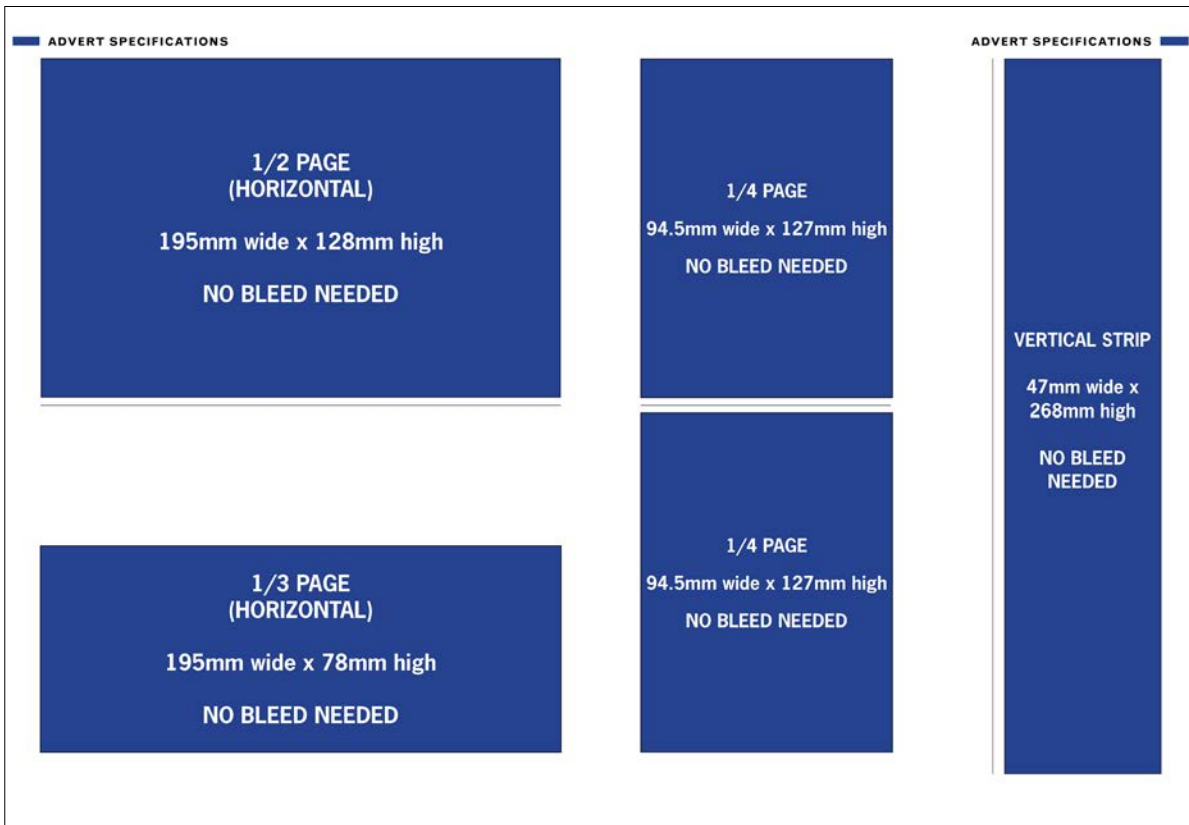 ADVERT SPECIFICATIONS
1/2 PAGE
(HORIZONTAL)
195mm wide x 128mm high
NO BLEED NEEDED
1/3 PAGE
(HORIZONTAL)
195mm wide x 78mm high
NO BLEED NEEDED
ADVERT SPECIFICATIONS
1/4 PAGE
94.5mm wide x 127mm high
NO BLEED NEEDED
1/4 PAGE
94.5mm wide x 127mm high
NO BLEED NEEDED
VERTICAL STRIP
47mm wide x
268mm high
NO BLEED
NEEDED